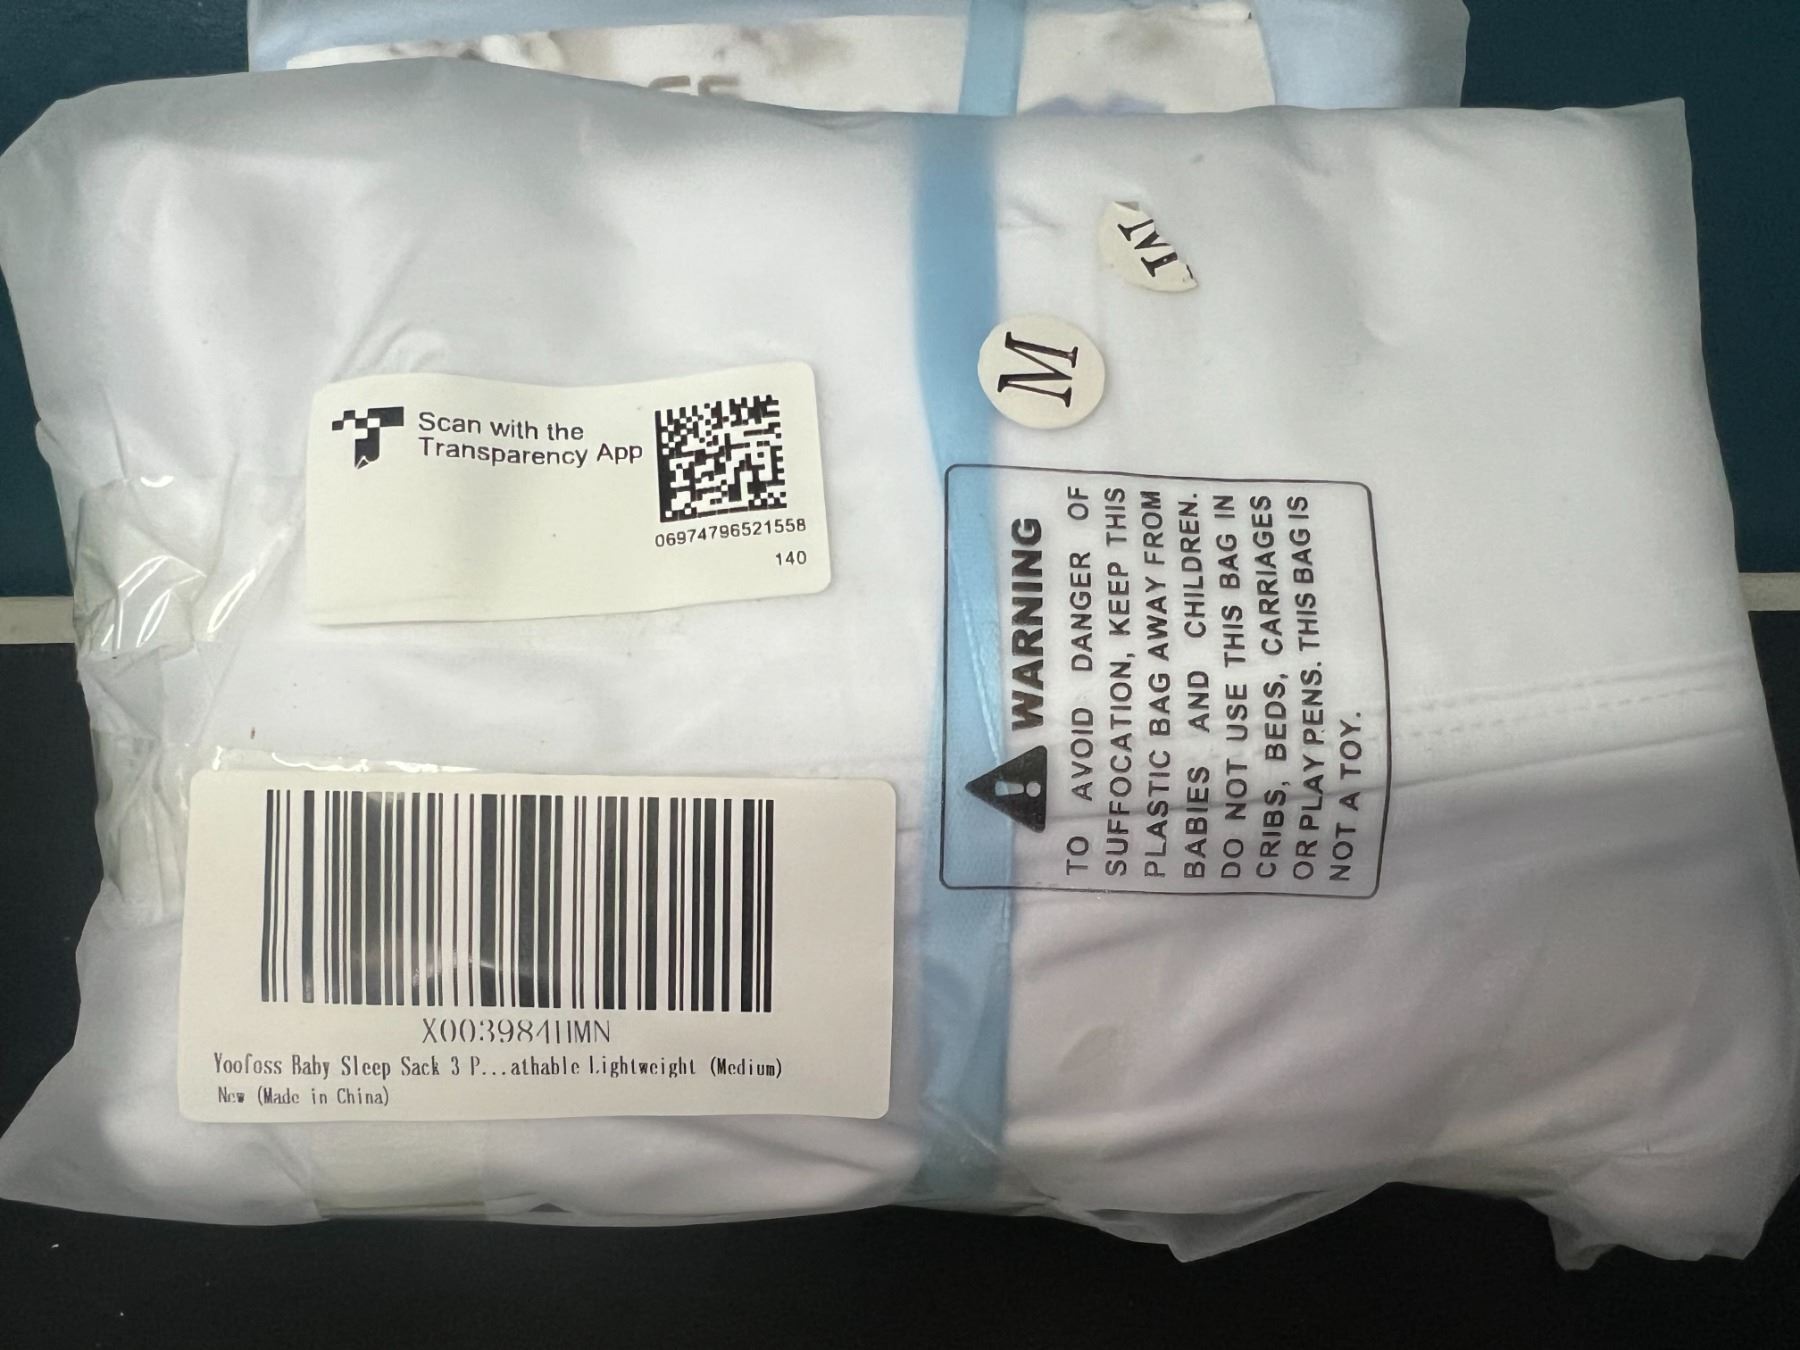 Scan with the
Transparency App
06974796521558
140
M
WARNING
TO AVOID DANGER OF
SUFFOCATION, KEEP THIS
PLASTIC BAG AWAY FROM
BABIES AND CHILDREN.
DO NOT USE THIS BAG IN
CRIBS, BEDS, CARRIAGES
OR PLAY PENS. THIS BAG IS
NOT A TOY.
Yoofoss Baby Sleep Sack 3 P...athable Lightweight (Medium)
New (Made in China)